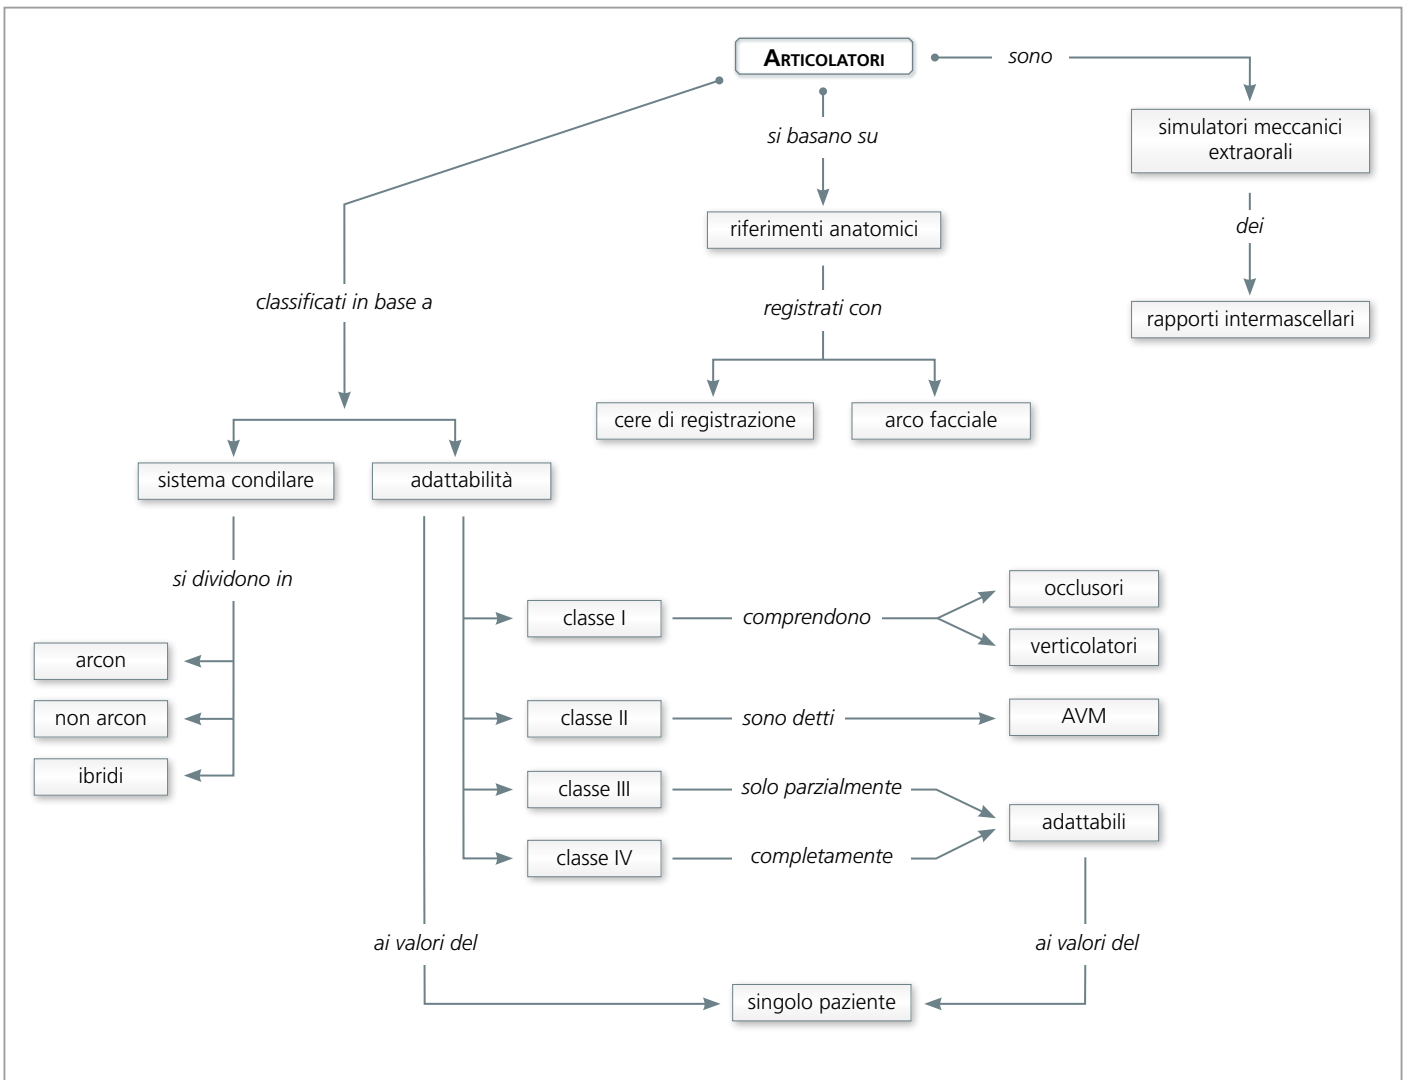 ARTICOLATORI
sono
simulatori meccanici
extraorali
si basano su
dei
riferimenti anatomici
classificati in base a
registrati con
rapporti intermascellari
cere di registrazione
arco facciale
sistema condilare
adattabilità
si dividono in
classe I
comprendono
occlusori
verticolatori
arcon
non arcon
ibridi
classe II
sono detti
AVM
classe III
solo parzialmente
adattabili
classe IV
completamente
ai valori del
ai valori del
singolo paziente